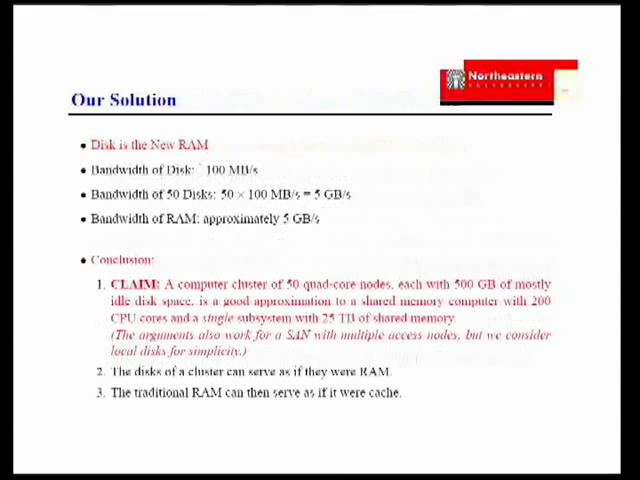 Northeastern
UNIVERSITY
Our Solution
• Disk is the New RAM
• Bandwidth of Disk: ~ 100 MB/s
• Bandwidth of 50 Disks: 50 × 100 MB/s = 5 GB/s
• Bandwidth of RAM: approximately 5 GB/s
• Conclusion:
1. CLAIM: A computer cluster of 50 quad-core nodes, each with 500 GB of mostly
idle disk space, is a good approximation to a shared memory computer with 200
CPU cores and a single subsystem with 25 TB of shared memory.
(The arguments also work for a SAN with multiple access nodes, but we consider
local disks for simplicity.)
2. The disks of a cluster can serve as if they were RAM.
3. The traditional RAM can then serve as if it were cache.